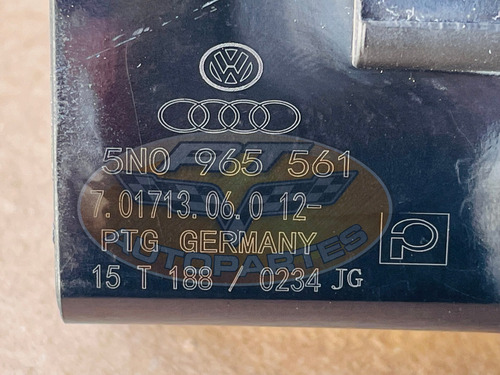 5N0 965 561
7.01713.06.0 12-
PTG GERMANY
AUTOPARTES
15 T 188 / 0234 JG